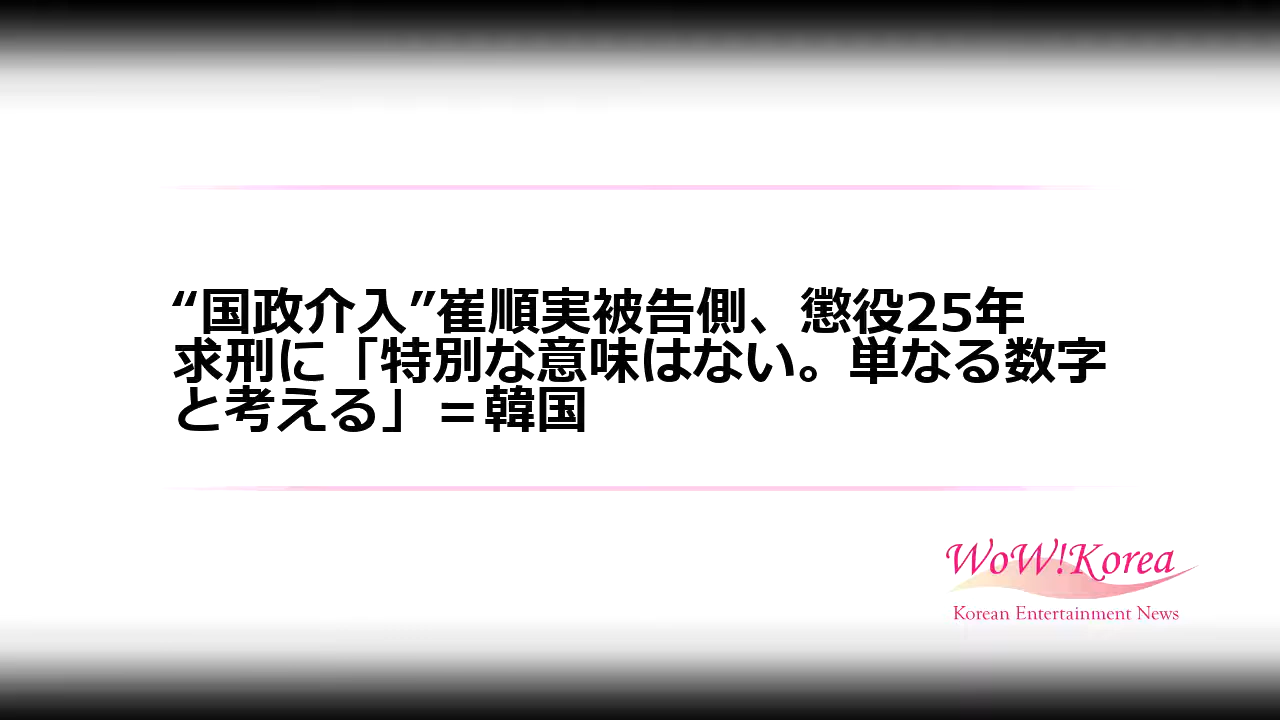 “国政介入”崔順実被告側、懲役25年
求刑に「特別な意味はない。単なる数字
と考える」＝韓国
WoW!Korea
Korean Entertainment News